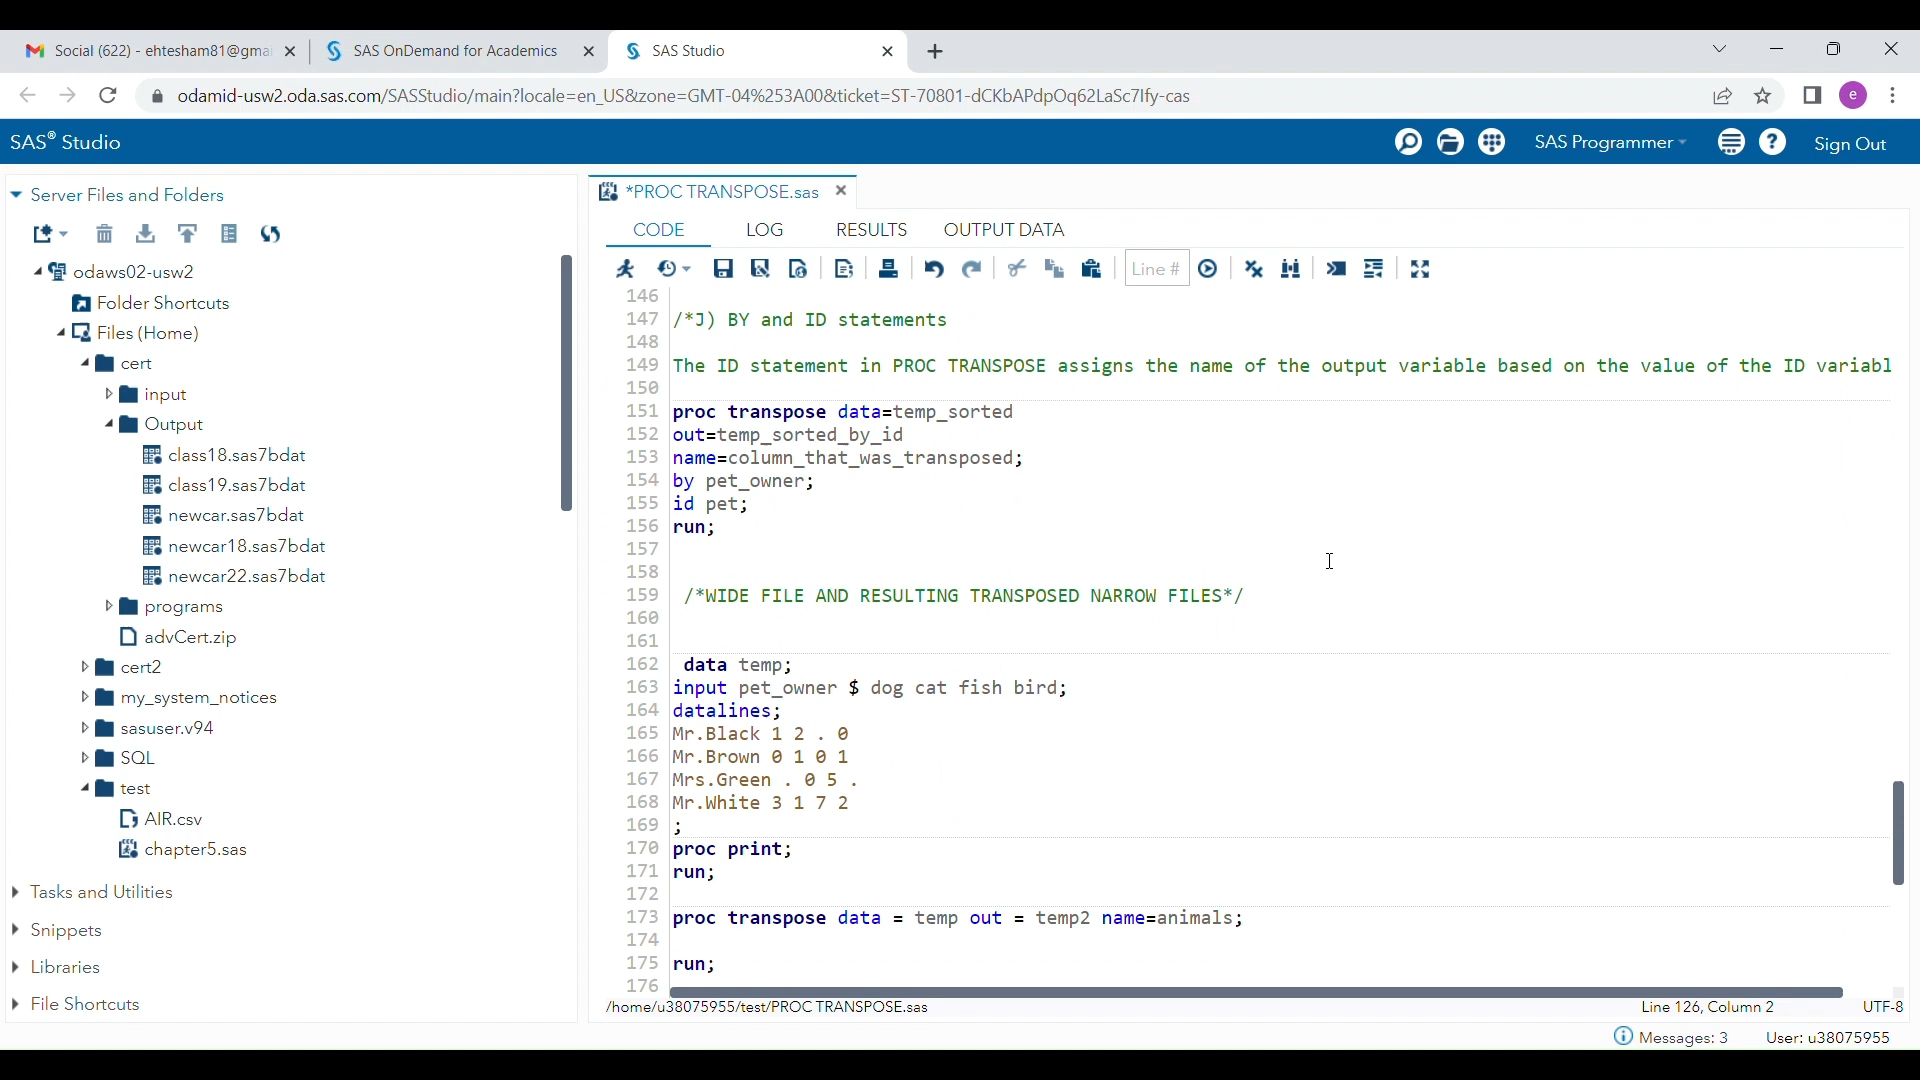 Social (622) - ehtesham81@gma
SAS OnDemand for Academics
SAS Studio
odamid-usw2.oda.sas.com/SASStudio/main?locale=en_US&zone=GMT-04%253A00&ticket=ST-70801-dCKbAPdpOq62LaSc7Ify-cas
e
SAS® Studio
SAS Programmer
Sign Out
Server Files and Folders
odaws02-usw2
Folder Shortcuts
Files (Home)
cert
input
Output
class18.sas7bdat
class19.sas7bdat
newcar.sas7bdat
newcar18.sas7bdat
newcar22.sas7bdat
programs
advCert.zip
cert2
my_system_notices
sasuser.v94
SQL
test
AIR.csv
chapter5.sas
Tasks and Utilities
Snippets
Libraries
File Shortcuts
*PROC TRANSPOSE.sas
CODE LOG RESULTS OUTPUT DATA
Line #
146
147 /*J) BY and ID statements
148
149 The ID statement in PROC TRANSPOSE assigns the name of the output variable based on the value of the ID variabl
150
151 proc transpose data=temp_sorted
152 out=temp_sorted_by_id
153 name=column_that_was_transposed;
154 by pet_owner;
155 id pet;
156 run;
157
158
159 /*WIDE FILE AND RESULTING TRANSPOSED NARROW FILES*/
160
161
162 data temp;
163 input pet_owner $ dog cat fish bird;
164 datalines;
165 Mr.Black 1 2 . 0
166 Mr.Brown 0 1 0 1
167 Mrs.Green . 0 5 .
168 Mr.White 3 1 7 2
169 ;
170 proc print;
171 run;
172
173 proc transpose data = temp out = temp2 name=animals;
174
175 run;
176
/home/u38075955/test/PROC TRANSPOSE.sas
Line 126, Column 2
UTF-8
Messages: 3
User: u38075955